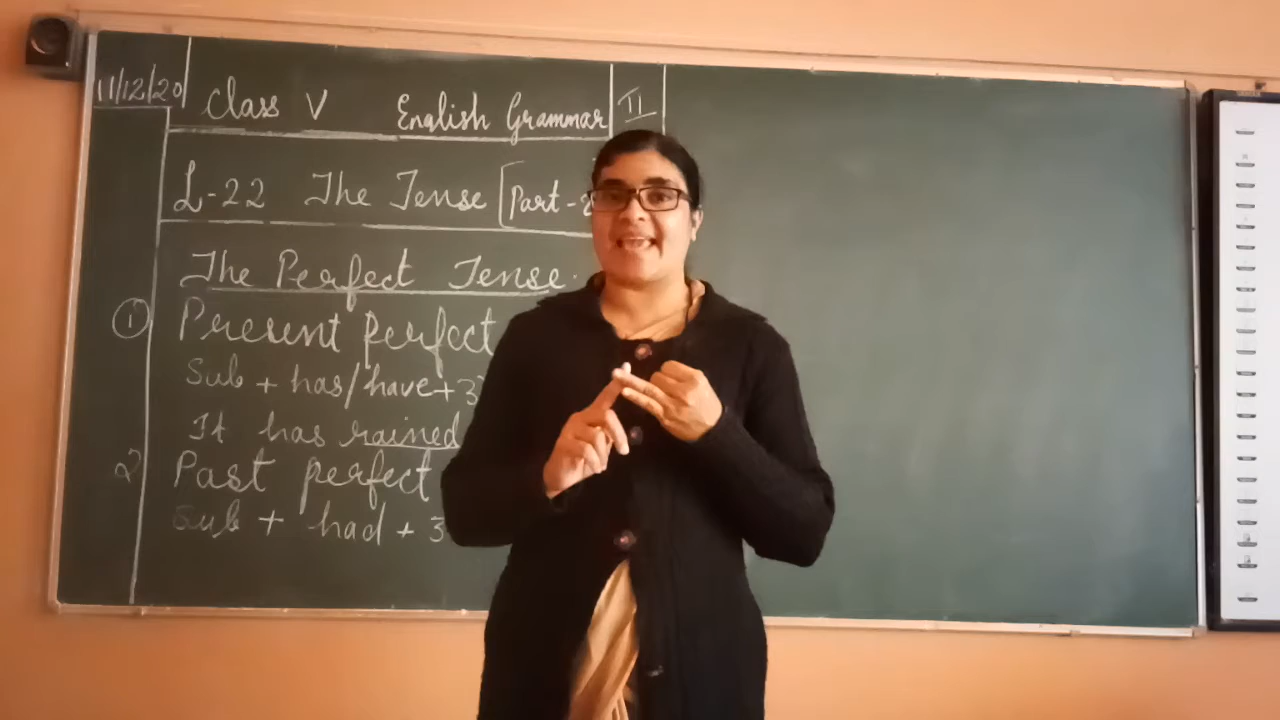 11/12/20 Class V English Grammar II
L-22 The Tense [Part-2
The Perfect Tense.
① Present perfect
Sub + has/have + 3
It has rained
2 Past perfect
Sub + had + 3